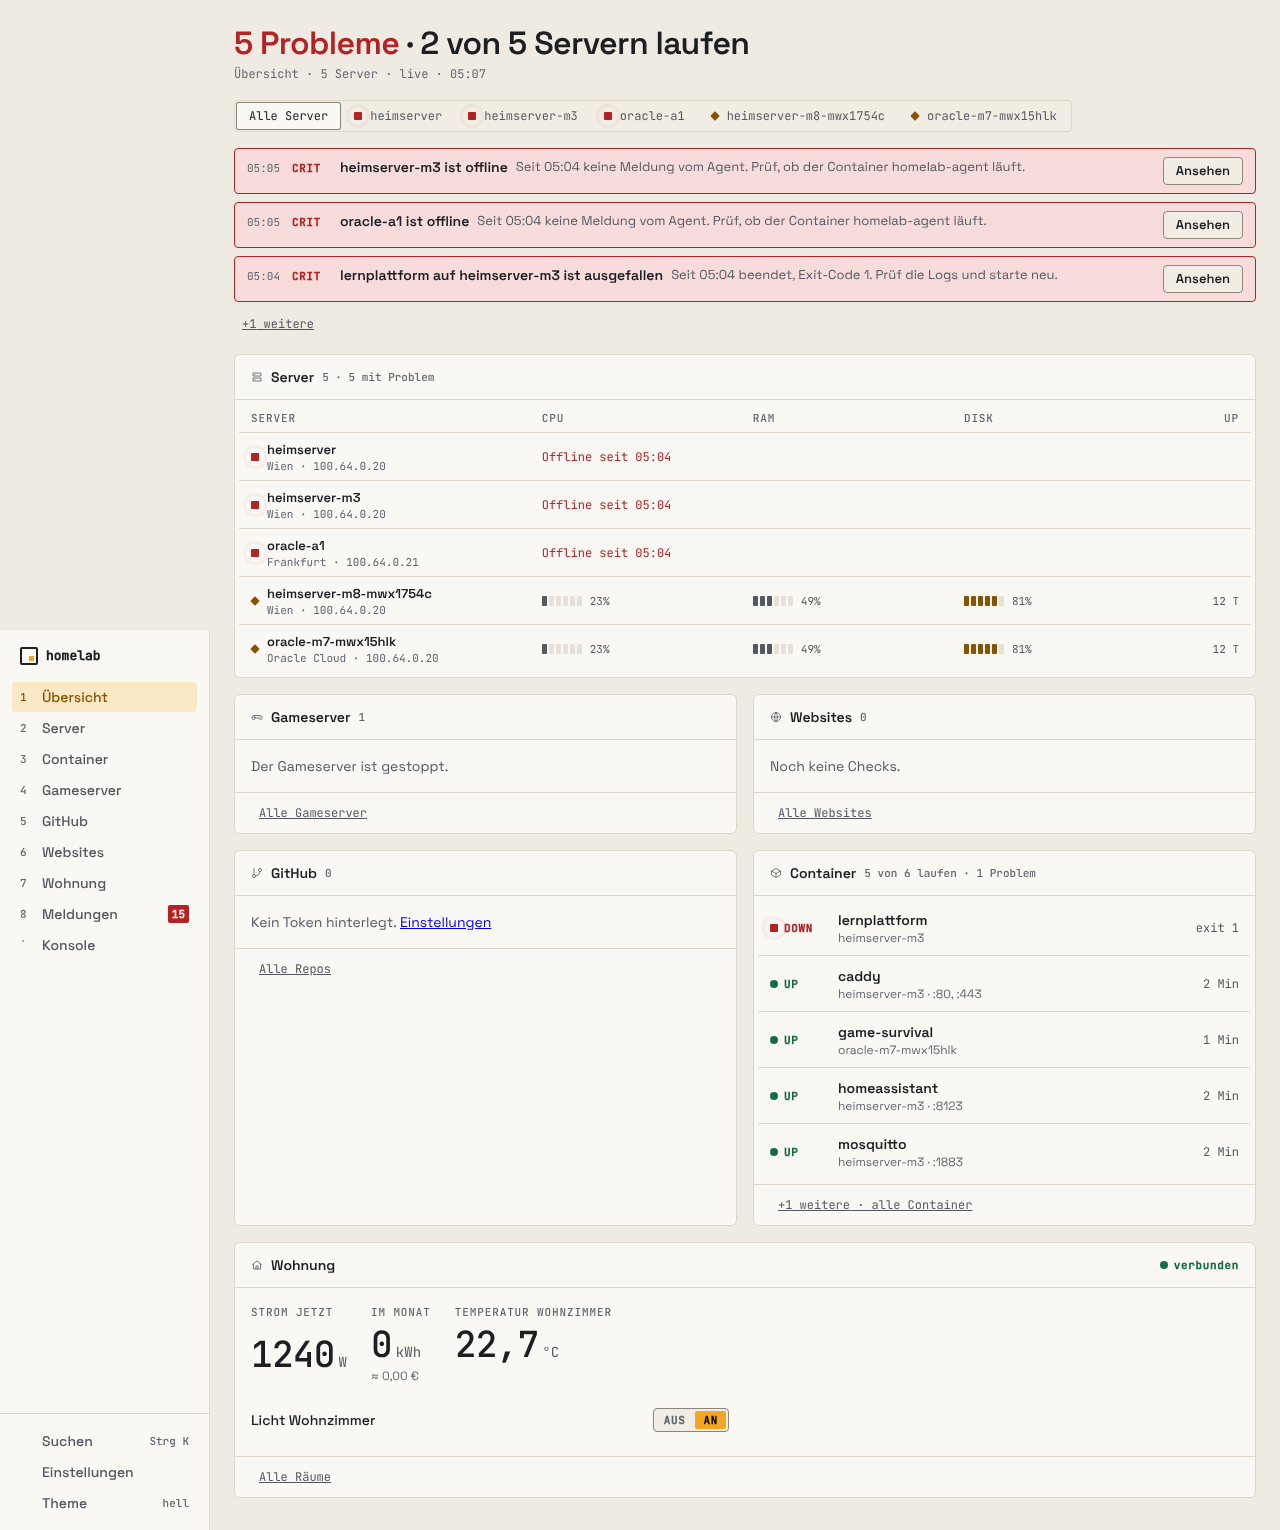 5 Probleme · 2 von 5 Servern laufen
Übersicht · 5 Server · live · 05:07
Alle Server heimserver heimserver-m3 oracle-a1 heimserver-m8-mwx1754c oracle-m7-mwx15hlk
05:05 CRIT heimserver-m3 ist offline Seit 05:04 keine Meldung vom Agent. Prüf, ob der Container homelab-agent läuft. Ansehen
05:05 CRIT oracle-a1 ist offline Seit 05:04 keine Meldung vom Agent. Prüf, ob der Container homelab-agent läuft. Ansehen
05:04 CRIT lernplattform auf heimserver-m3 ist ausgefallen Seit 05:04 beendet, Exit-Code 1. Prüf die Logs und starte neu. Ansehen
+1 weitere
Server 5 · 5 mit Problem
SERVER CPU RAM DISK UP
heimserver
Wien · 100.64.0.20
Offline seit 05:04
heimserver-m3
Wien · 100.64.0.20
Offline seit 05:04
oracle-a1
Frankfurt · 100.64.0.21
Offline seit 05:04
heimserver-m8-mwx1754c
Wien · 100.64.0.20
23% 49% 81% 12 T
oracle-m7-mwx15hlk
Oracle Cloud · 100.64.0.20
23% 49% 81% 12 T
homelab
1 Übersicht
2 Server
3 Container
4 Gameserver
5 GitHub
6 Websites
7 Wohnung
8 Meldungen 15
` Konsole
Suchen Strg K
Einstellungen
Theme hell
Gameserver 1
Der Gameserver ist gestoppt.
Alle Gameserver
Websites 0
Noch keine Checks.
Alle Websites
GitHub 0
Kein Token hinterlegt. Einstellungen
Alle Repos
Container 5 von 6 laufen · 1 Problem
DOWN lernplattform exit 1
heimserver-m3
UP caddy 2 Min
heimserver-m3 · :80, :443
UP game-survival 1 Min
oracle-m7-mwx15hlk
UP homeassistant 2 Min
heimserver-m3 · :8123
UP mosquitto 2 Min
heimserver-m3 · :1883
+1 weitere · alle Container
Wohnung verbunden
STROM JETZT IM MONAT TEMPERATUR WOHNZIMMER
1240 W 0 kWh 22,7 °C
≈ 0,00 €
Licht Wohnzimmer AUS AN
Alle Räume